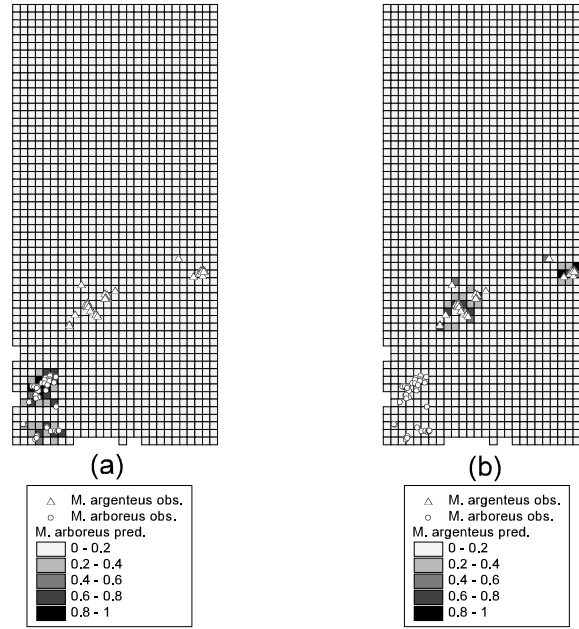 (a)
M. argenteus obs.
M. arboreus obs.
M. arboreus pred.
0 - 0.2
0.2 - 0.4
0.4 - 0.6
0.6 - 0.8
0.8 - 1
(b)
M. argenteus obs.
M. arboreus obs.
M. argenteus pred.
0 - 0.2
0.2 - 0.4
0.4 - 0.6
0.6 - 0.8
0.8 - 1